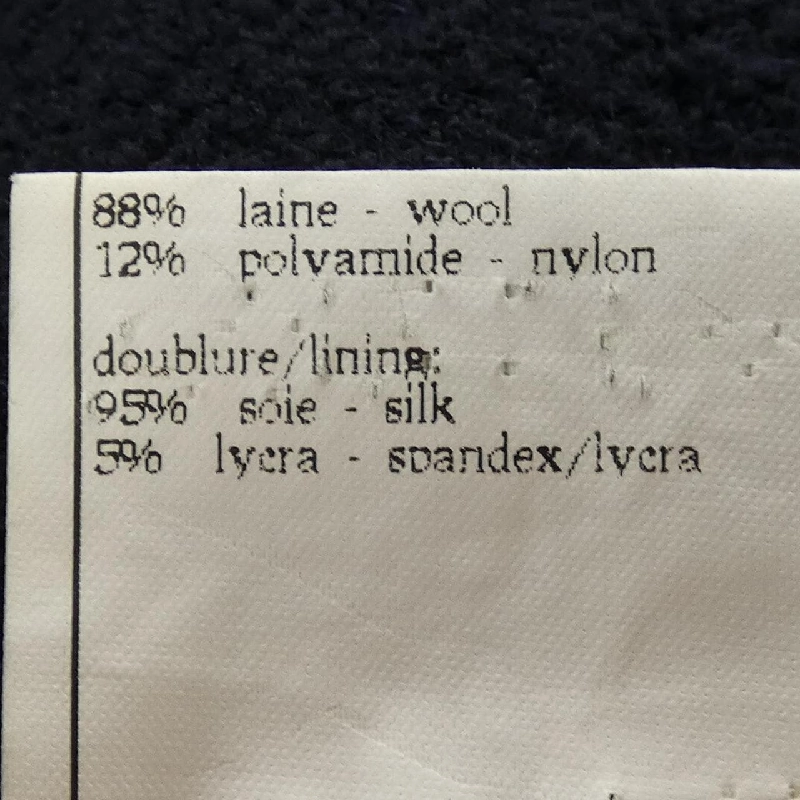 88% laine - wool
12% polyamide - nylon
doublure/lining:
95% soie - silk
5% lycra - spandex/lycra